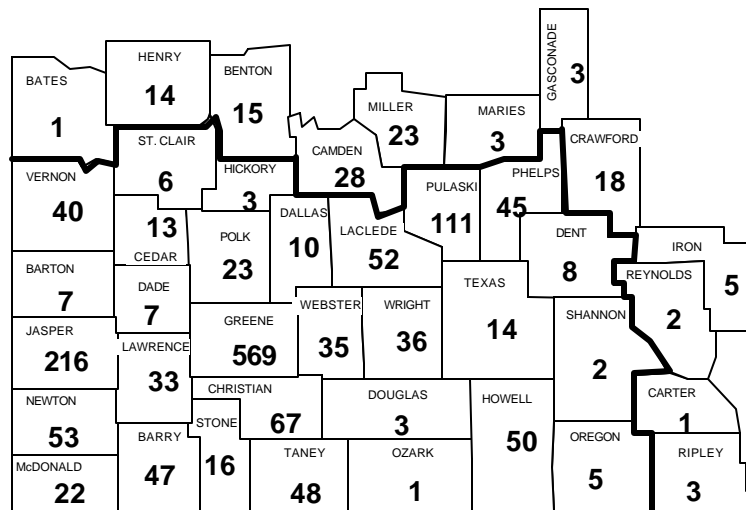 HENRY
14
BENTON
15
BATES
1
GASCONADE
3
MILLER
23
MARIES
3
CRAWFORD
18
ST. CLAIR
6
CAMDEN
28
VERNON
40
HICKORY
3
PULASKI
111
PHELPS
45
13
CEDAR
POLK
23
DALLAS
10
LACLEDE
52
DENT
8
IRON
5
BARTON
7
DADE
7
TEXAS
14
REYNOLDS
2
JASPER
216
LAWRENCE
33
GREENE
569
WEBSTER
35
WRIGHT
36
SHANNON
2
NEWTON
53
CHRISTIAN
67
DOUGLAS
3
HOWELL
50
CARTER
1
McDONALD
22
BARRY
47
STONE
16
TANEY
48
OZARK
1
OREGON
5
RIPLEY
3